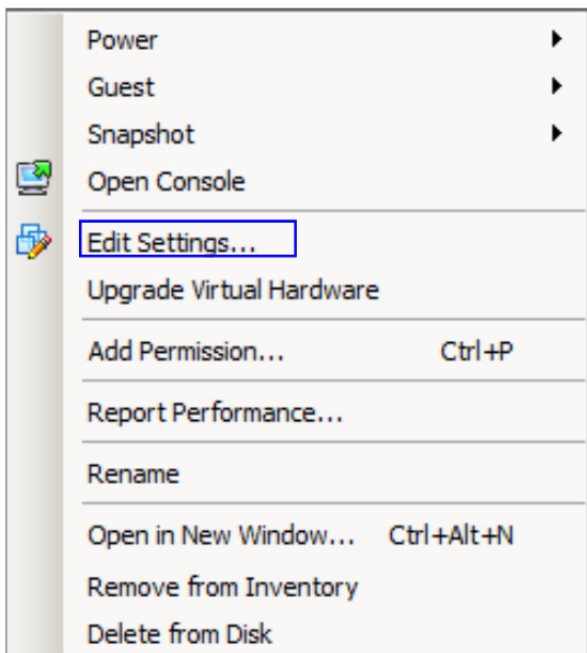 Power
Guest
Snapshot
Open Console
Edit Settings...
Upgrade Virtual Hardware
Add Permission... Ctrl+P
Report Performance...
Rename
Open in New Window... Ctrl+Alt+N
Remove from Inventory
Delete from Disk